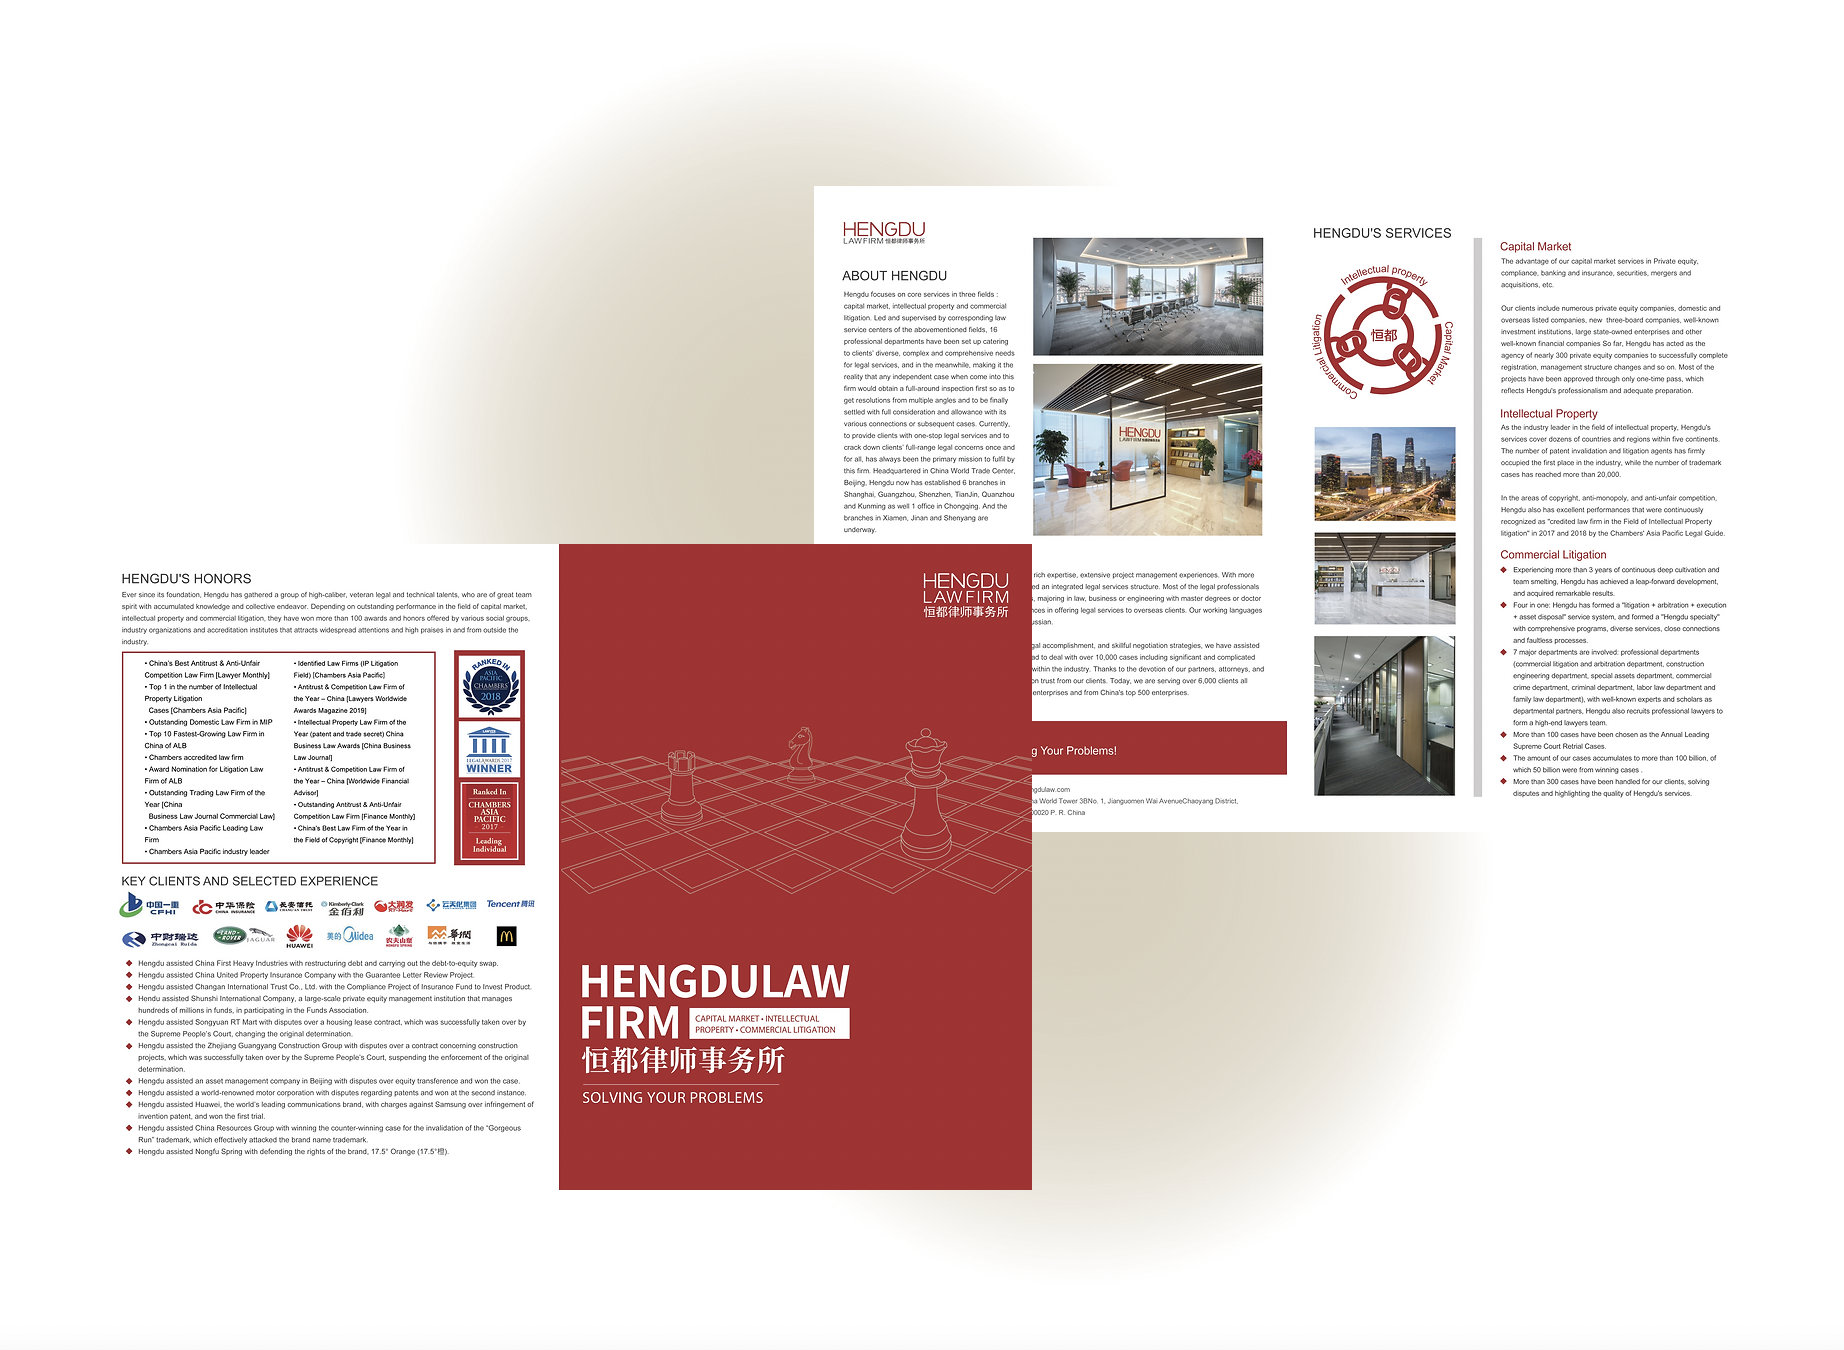 HENGDU
LAWFIRM 恒都律师事务所
ABOUT HENGDU
Hengdu focuses on core services in three fields :
capital market, intellectual property and commercial
litigation. Led and supervised by corresponding law
service centers of the abovementioned fields, 16
professional departments have been set up catering
to clients' diverse, complex and comprehensive needs
for legal services, and in the meanwhile, making it the
reality that any independent case when come into this
firm would obtain a full-around inspection first so as to
get resolutions from multiple angles and to be finally
settled with full consideration and allowance with its
various connections or subsequent cases. Currently,
to provide clients with one-stop legal services and to
crack down clients' full-range legal concerns once and
for all, has always been the primary mission to fulfil by
this firm. Headquartered in China World Trade Center,
Beijing, Hengdu now has established 6 branches in
Shanghai, Guangzhou, Shenzhen, TianJin, Quanzhou
and Kunming as well 1 office in Chongqing. And the
branches in Xiamen, Jinan and Shenyang are
underway.
HENGDU
LAWFIRM 恒都律师事务所
rich expertise, extensive project management experiences. With more
ed an integrated legal services structure. Most of the legal professionals
, majoring in law, business or engineering with master degrees or doctor
nces in offering legal services to overseas clients. Our working languages
ussian.
gal accomplishment, and skillful negotiation strategies, we have assisted
ad to deal with over 10,000 cases including significant and complicated
within the industry. Thanks to the devotion of our partners, attorneys, and
on trust from our clients. Today, we are serving over 6,000 clients all
enterprises and from China's top 500 enterprises.
g Your Problems!
ngdulaw.com
na World Tower 3BNo. 1, Jianguomen Wai AvenueChaoyang District,
00020 P. R. China
HENGDU'S SERVICES
Intellectual property
Capital Market
Commercial Litigation
恒都
Capital Market
The advantage of our capital market services in Private equity,
compliance, banking and insurance, securities, mergers and
acquisitions, etc.
Our clients include numerous private equity companies, domestic and
overseas listed companies, new three-board companies, well-known
investment institutions, large state-owned enterprises and other
well-known financial companies So far, Hengdu has acted as the
agency of nearly 300 private equity companies to successfully complete
registration, management structure changes and so on. Most of the
projects have been approved through only one-time pass, which
reflects Hengdu's professionalism and adequate preparation.
Intellectual Property
As the industry leader in the field of intellectual property, Hengdu's
services cover dozens of countries and regions within five continents.
The number of patent invalidation and litigation agents has firmly
occupied the first place in the industry, while the number of trademark
cases has reached more than 20,000.
In the areas of copyright, anti-monopoly, and anti-unfair competition,
Hengdu also has excellent performances that were continuously
recognized as "credited law firm in the Field of Intellectual Property
litigation" in 2017 and 2018 by the Chambers' Asia Pacific Legal Guide.
Commercial Litigation
Experiencing more than 3 years of continuous deep cultivation and
team smelting, Hengdu has achieved a leap-forward development,
and acquired remarkable results.
Four in one: Hengdu has formed a "litigation + arbitration + execution
+ asset disposal" service system, and formed a "Hengdu specialty"
with comprehensive programs, diverse services, close connections
and faultless processes.
7 major departments are involved: professional departments
(commercial litigation and arbitration department, construction
engineering department, special assets department, commercial
crime department, criminal department, labor law department and
family law department), with well-known experts and scholars as
departmental partners, Hengdu also recruits professional lawyers to
form a high-end lawyers team.
More than 100 cases have been chosen as the Annual Leading
Supreme Court Retrial Cases.
The amount of our cases accumulates to more than 100 billion, of
which 50 billion were from winning cases .
More than 300 cases have been handled for our clients, solving
disputes and highlighting the quality of Hengdu's services.
HENGDU'S HONORS
Ever since its foundation, Hengdu has gathered a group of high-caliber, veteran legal and technical talents, who are of great team
spirit with accumulated knowledge and collective endeavor. Depending on outstanding performance in the field of capital market,
intellectual property and commercial litigation, they have won more than 100 awards and honors offered by various social groups,
industry organizations and accreditation institutes that attracts widespread attentions and high praises in and from outside the
industry.
• China's Best Antitrust & Anti-Unfair
Competition Law Firm [Lawyer Monthly]
• Top 1 in the number of Intellectual
Property Litigation
Cases [Chambers Asia Pacific]
• Outstanding Domestic Law Firm in MIP
• Top 10 Fastest-Growing Law Firm in
China of ALB
• Chambers accredited law firm
• Award Nomination for Litigation Law
Firm of ALB
• Outstanding Trading Law Firm of the
Year [China
Business Law Journal Commercial Law]
• Chambers Asia Pacific Leading Law
Firm
• Chambers Asia Pacific industry leader
• Identified Law Firms (IP Litigation
Field) [Chambers Asia Pacific]
• Antitrust & Competition Law Firm of
the Year – China [Lawyers Worldwide
Awards Magazine 2019]
• Intellectual Property Law Firm of the
Year (patent and trade secret) China
Business Law Awards [China Business
Law Journal]
• Antitrust & Competition Law Firm of
the Year – China [Worldwide Financial
Advisor]
• Outstanding Antitrust & Anti-Unfair
Competition Law Firm [Finance Monthly]
• China's Best Law Firm of the Year in
the Field of Copyright [Finance Monthly]
RANKED IN
ASIA
PACIFIC
CHAMBERS
2018
LAWYER
LEGAL AWARDS 2017
WINNER
Ranked In
CHAMBERS
ASIA
PACIFIC
2017
Leading
Individual
KEY CLIENTS AND SELECTED EXPERIENCE
中国一重
CFHI
中华保险
CHINA INSURANCE
长安信托
CHANG'AN TRUST
Kimberly-Clark
金佰利
大润发
RT-Mart
云天化集团
Tencent 腾讯
中财瑞达
Zhongcai Ruida
LAND ROVER
JAGUAR
HUAWEI
美的 Midea
农夫山泉
NONGFU SPRING
华润
与您携手 改变生活
Hengdu assisted China First Heavy Industries with restructuring debt and carrying out the debt-to-equity swap.
Hengdu assisted China United Property Insurance Company with the Guarantee Letter Review Project.
Hengdu assisted Changan International Trust Co., Ltd. with the Compliance Project of Insurance Fund to Invest Product.
Hendu assisted Shunshi International Company, a large-scale private equity management institution that manages
hundreds of millions in funds, in participating in the Funds Association.
Hengdu assisted Songyuan RT Mart with disputes over a housing lease contract, which was successfully taken over by
the Supreme People's Court, changing the original determination.
Hengdu assisted the Zhejiang Guangyang Construction Group with disputes over a contract concerning construction
projects, which was successfully taken over by the Supreme People's Court, suspending the enforcement of the original
determination.
Hengdu assisted an asset management company in Beijing with disputes over equity transference and won the case.
Hengdu assisted a world-renowned motor corporation with disputes regarding patents and won at the second instance.
Hengdu assisted Huawei, the world's leading communications brand, with charges against Samsung over infringement of
invention patent, and won the first trial.
Hengdu assisted China Resources Group with winning the counter-winning case for the invalidation of the "Gorgeous
Run" trademark, which effectively attacked the brand name trademark.
Hengdu assisted Nongfu Spring with defending the rights of the brand, 17.5° Orange (17.5°橙).
HENGDU
LAWFIRM
恒都律师事务所
HENGDULAW
FIRM
CAPITAL MARKET • INTELLECTUAL
PROPERTY • COMMERCIAL LITIGATION
恒都律师事务所
SOLVING YOUR PROBLEMS